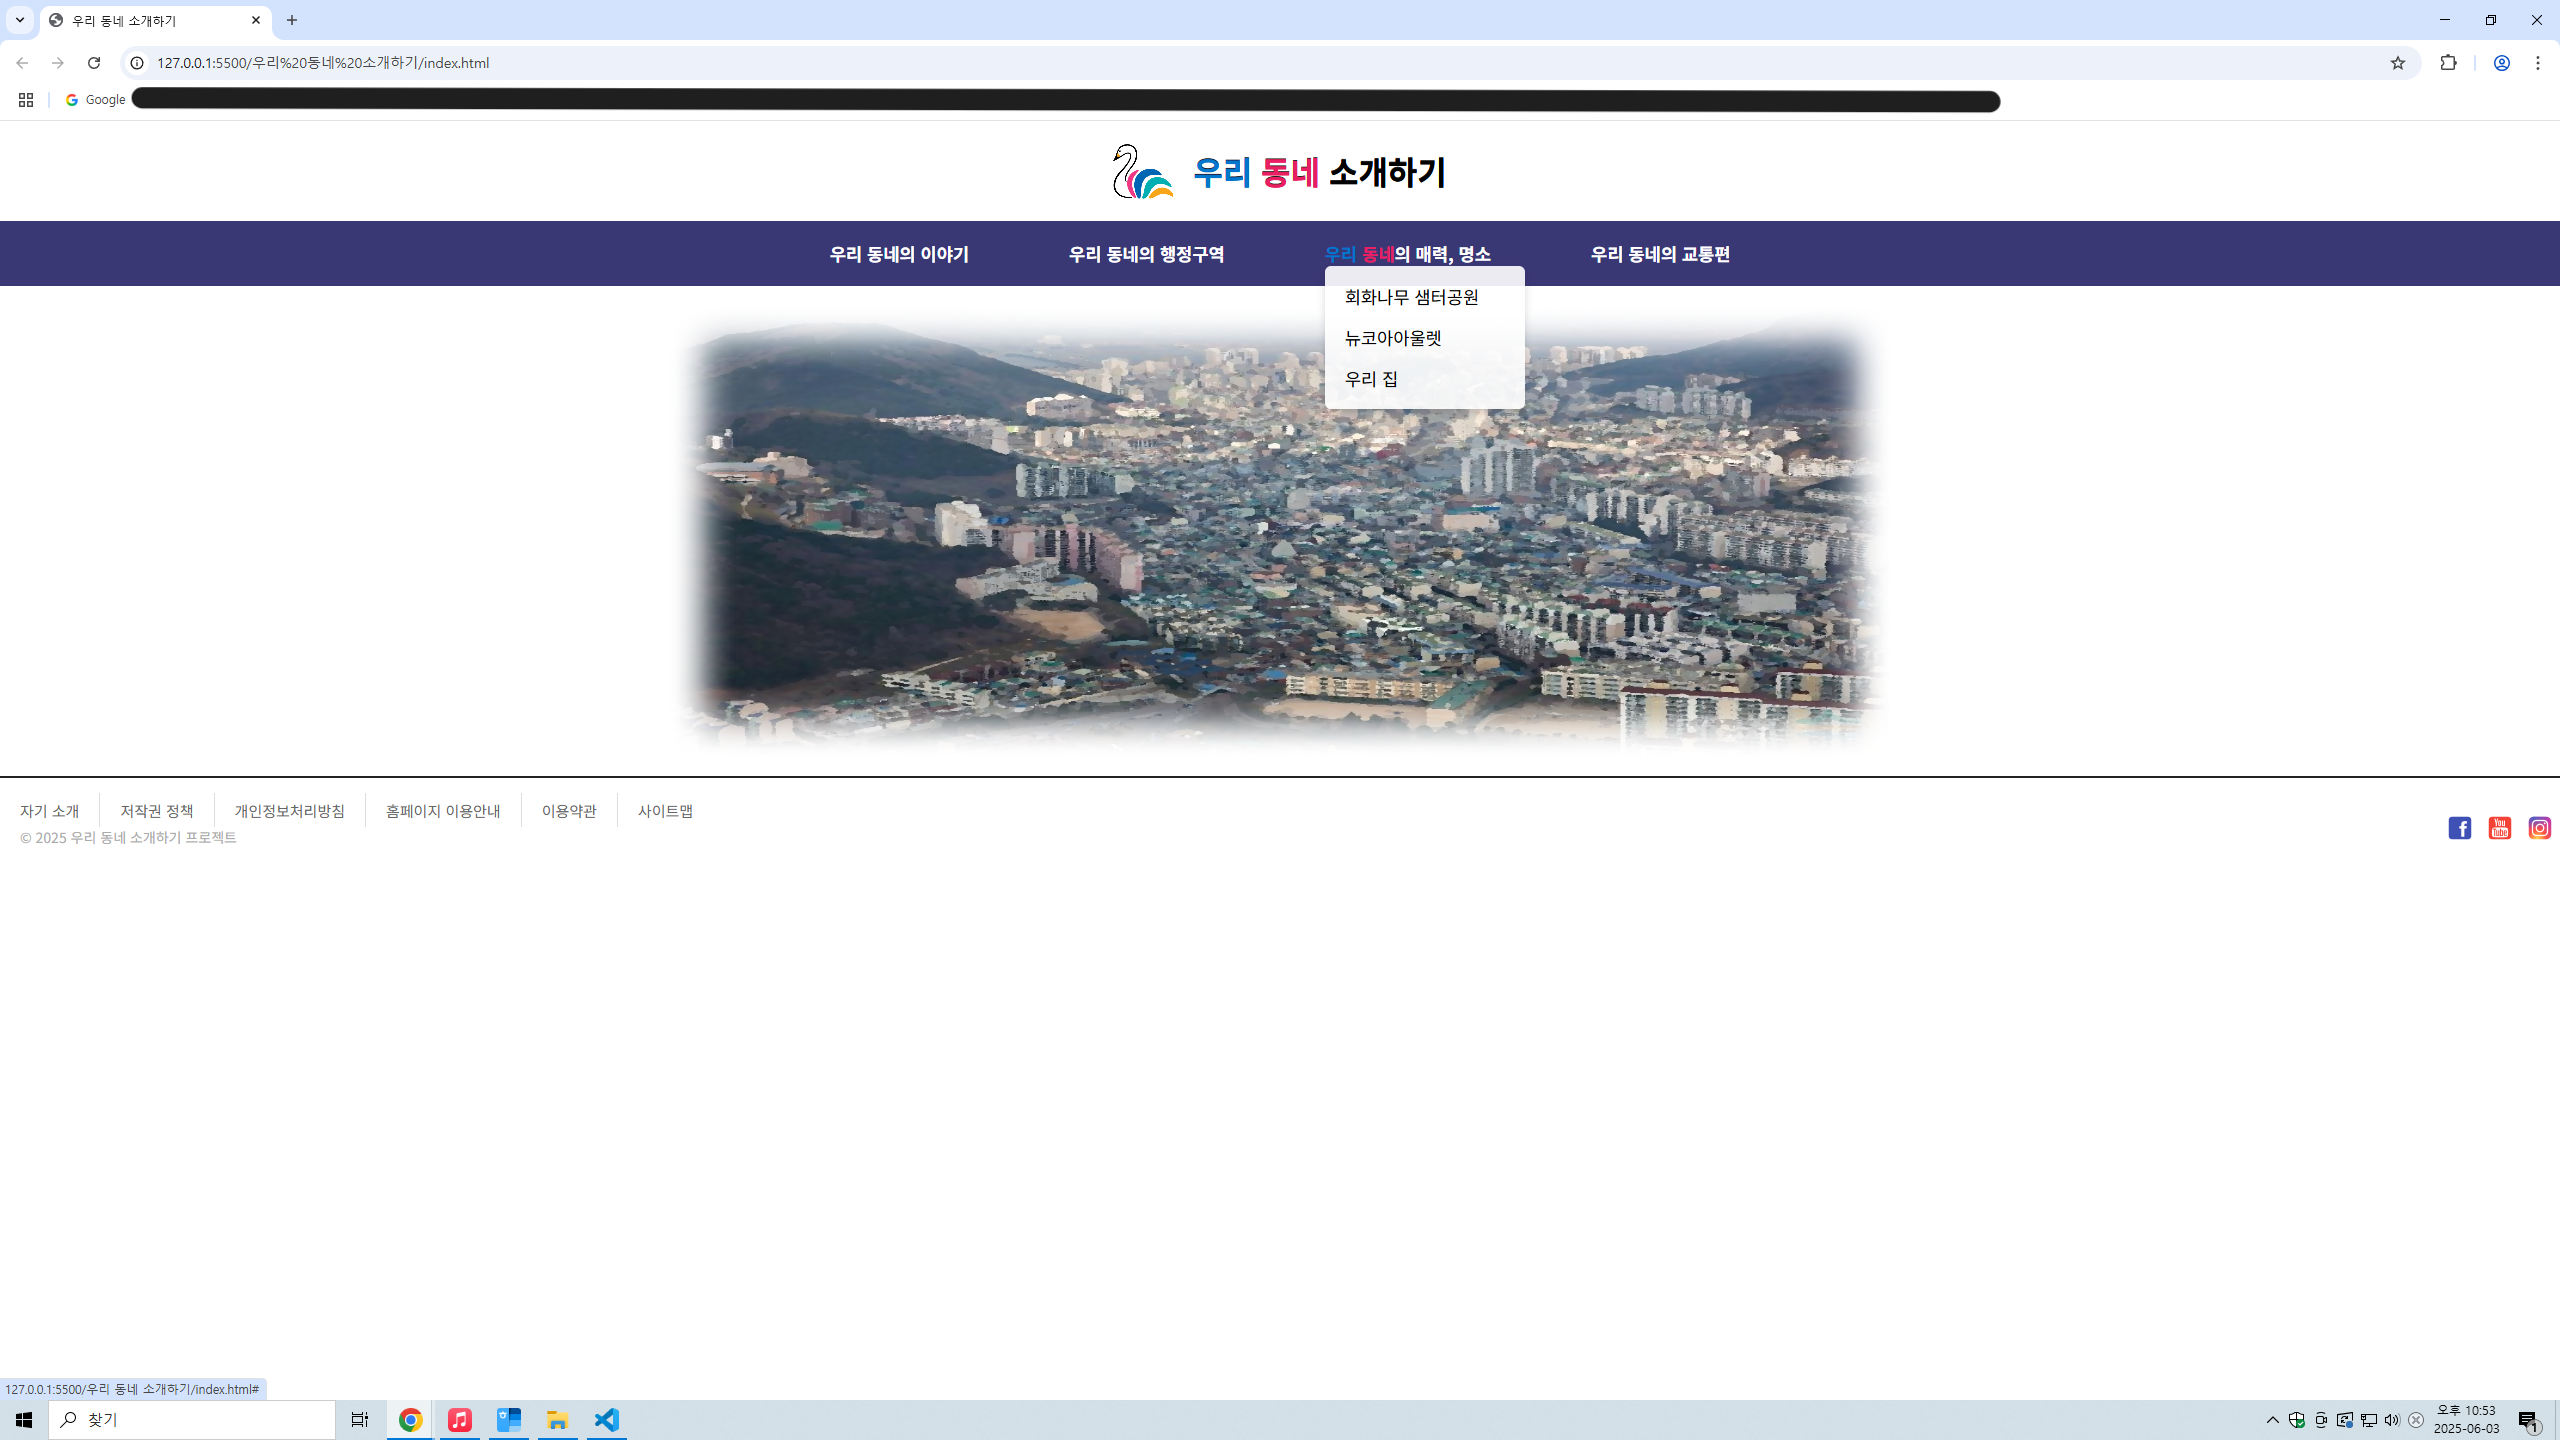 우리 동네 소개하기
127.0.0.1:5500/우리%20동네%20소개하기/index.html
Google
우리 동네 소개하기
우리 동네의 이야기
우리 동네의 행정구역
우리 동네의 매력, 명소
우리 동네의 교통편
회화나무 샘터공원
뉴코아아울렛
우리 집
자기 소개
저작권 정책
개인정보처리방침
홈페이지 이용안내
이용약관
사이트맵
© 2025 우리 동네 소개하기 프로젝트
You
Tube
127.0.0.1:5500/우리 동네 소개하기/index.html#
찾기
오후 10:53
2025-06-03
1